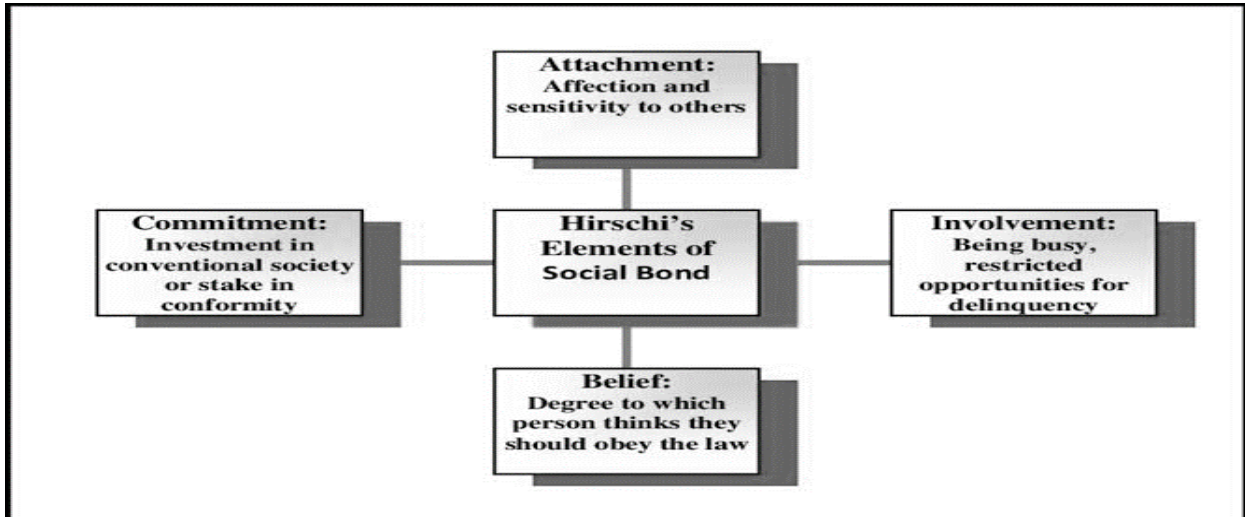 Attachment:
Affection and
sensitivity to others
Commitment:
Investment in
conventional society
or stake in
conformity
Hirschi's
Elements of
Social Bond
Involvement:
Being busy,
restricted
opportunities for
delinquency
Belief:
Degree to which
person thinks they
should obey the law